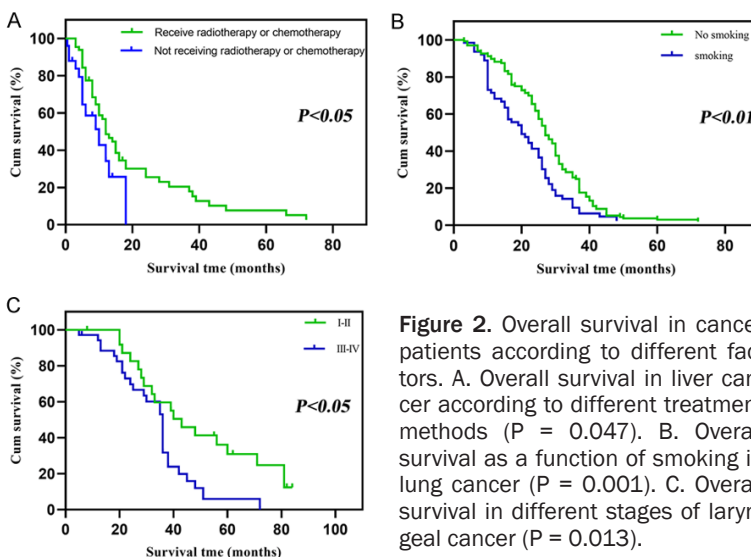 A
Receive radiotherapy or chemotherapy
Not receiving radiotherapy or chemotherapy
P<0.05
Cum survival (%)
100
80
60
40
20
0
0 20 40 60 80
Survival tme (months)
B
No smoking
smoking
P<0.01
Cum survival (%)
100
80
60
40
20
0
0 20 40 60 80
Survival tme (months)
C
I-II
III-IV
P<0.05
Cum survival (%)
100
80
60
40
20
0
0 20 40 60 80 100
Survival tme (months)
Figure 2. Overall survival in cance
patients according to different fac
tors. A. Overall survival in liver can
cer according to different treatmen
methods (P = 0.047). B. Overa
survival as a function of smoking i
lung cancer (P = 0.001). C. Overa
survival in different stages of laryn
geal cancer (P = 0.013).